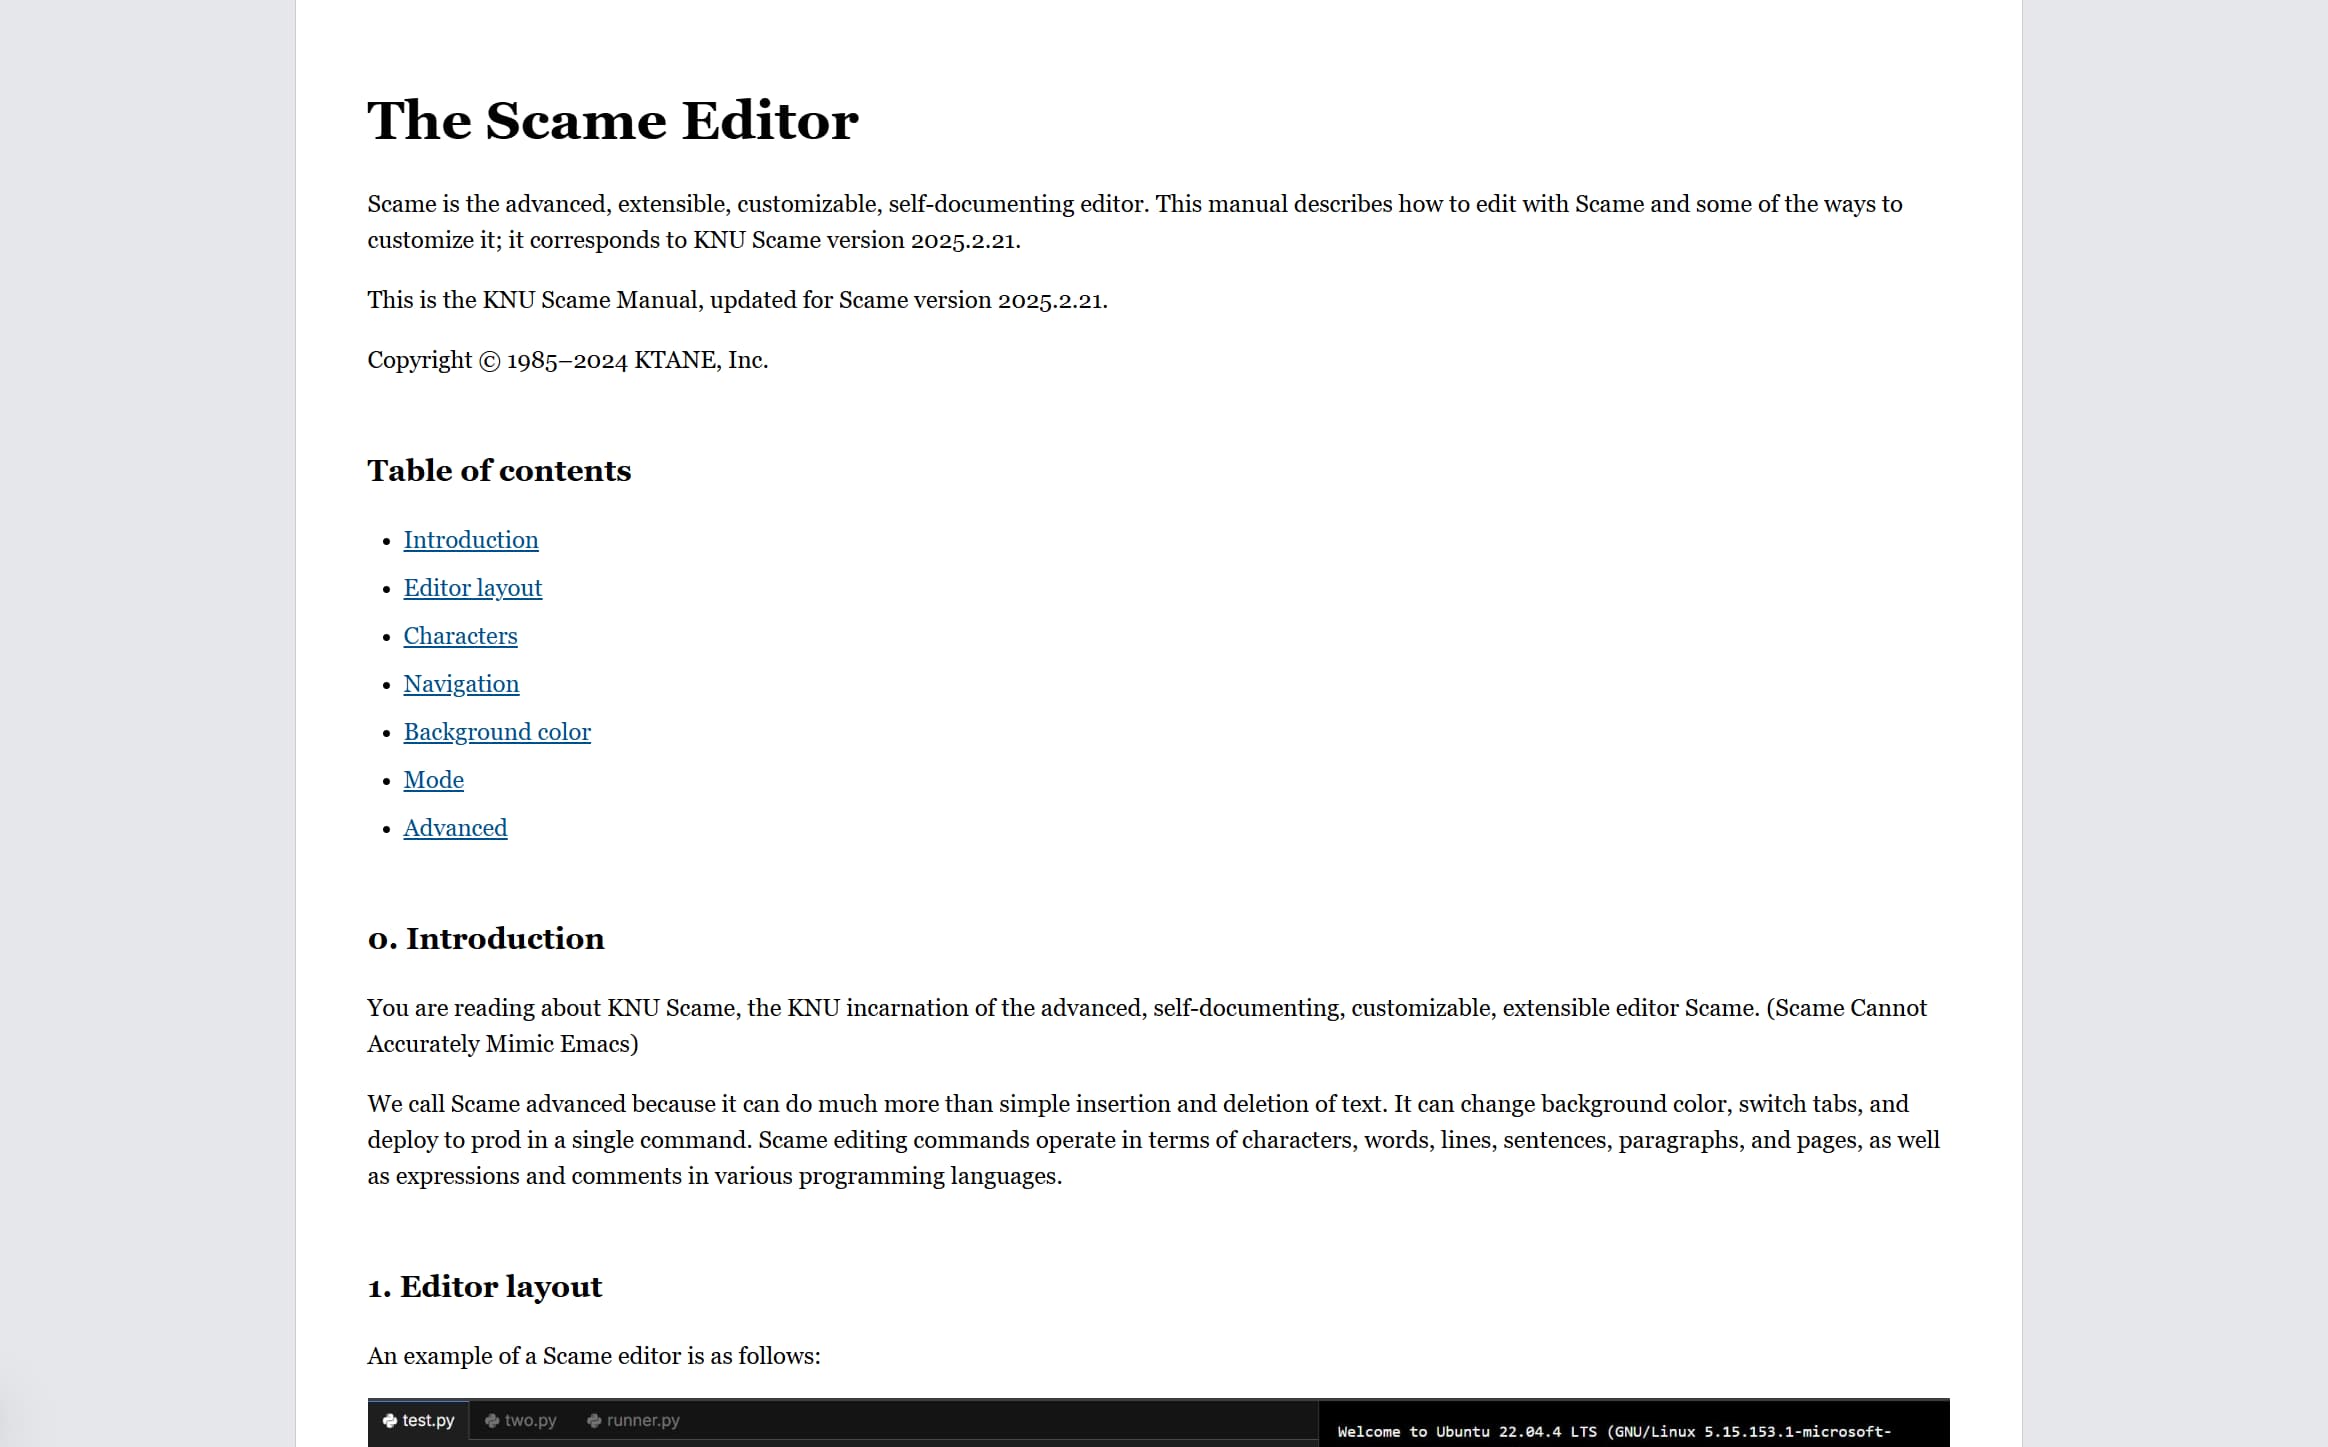 The Scame Editor
Scame is the advanced, extensible, customizable, self-documenting editor. This manual describes how to edit with Scame and some of the ways to
customize it; it corresponds to KNU Scame version 2025.2.21.
This is the KNU Scame Manual, updated for Scame version 2025.2.21.
Copyright © 1985–2024 KTANE, Inc.
Table of contents
• Introduction
• Editor layout
• Characters
• Navigation
• Background color
• Mode
• Advanced
0. Introduction
You are reading about KNU Scame, the KNU incarnation of the advanced, self-documenting, customizable, extensible editor Scame. (Scame Cannot
Accurately Mimic Emacs)
We call Scame advanced because it can do much more than simple insertion and deletion of text. It can change background color, switch tabs, and
deploy to prod in a single command. Scame editing commands operate in terms of characters, words, lines, sentences, paragraphs, and pages, as well
as expressions and comments in various programming languages.
1. Editor layout
An example of a Scame editor is as follows:
test.py two.py runner.py
Welcome to Ubuntu 22.04.4 LTS (GNU/Linux 5.15.153.1-microsoft-